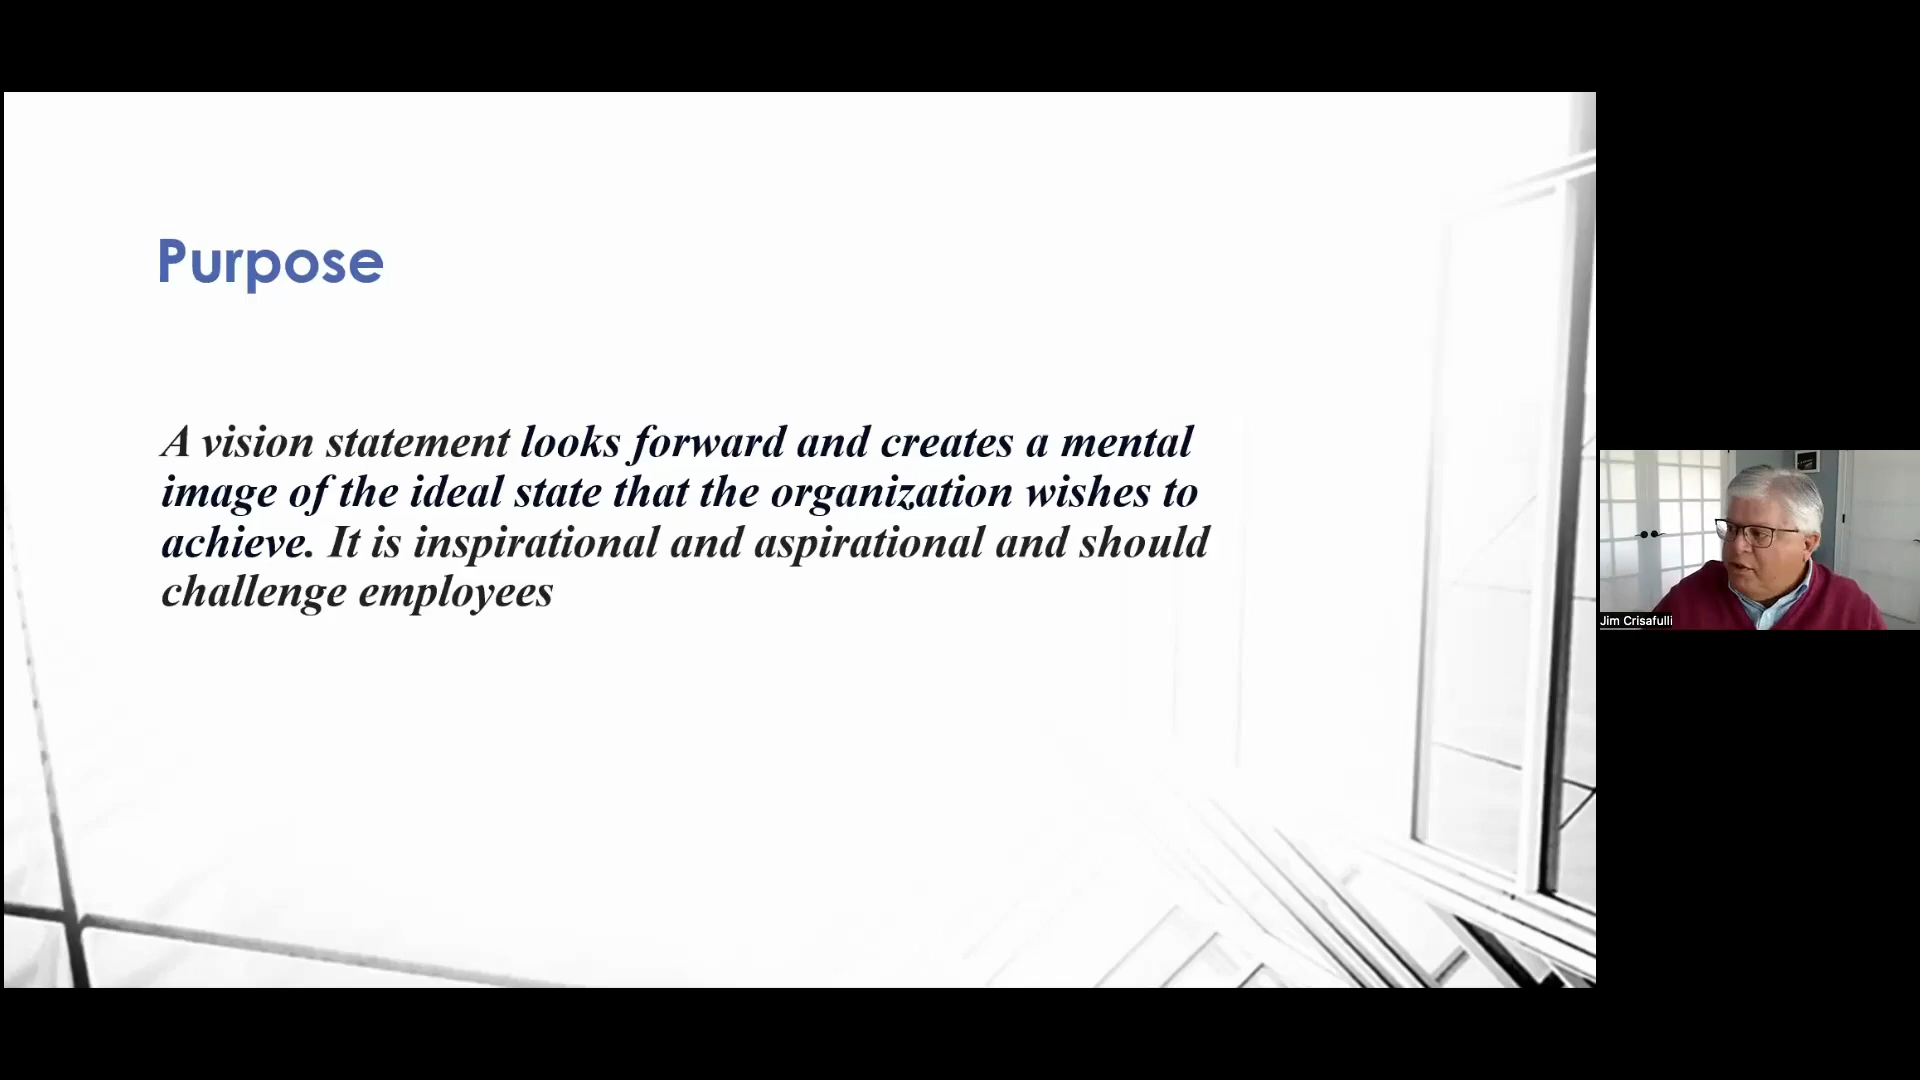 Purpose
A vision statement looks forward and creates a mental
image of the ideal state that the organization wishes to
achieve. It is inspirational and aspirational and should
challenge employees
Jim Crisafulli